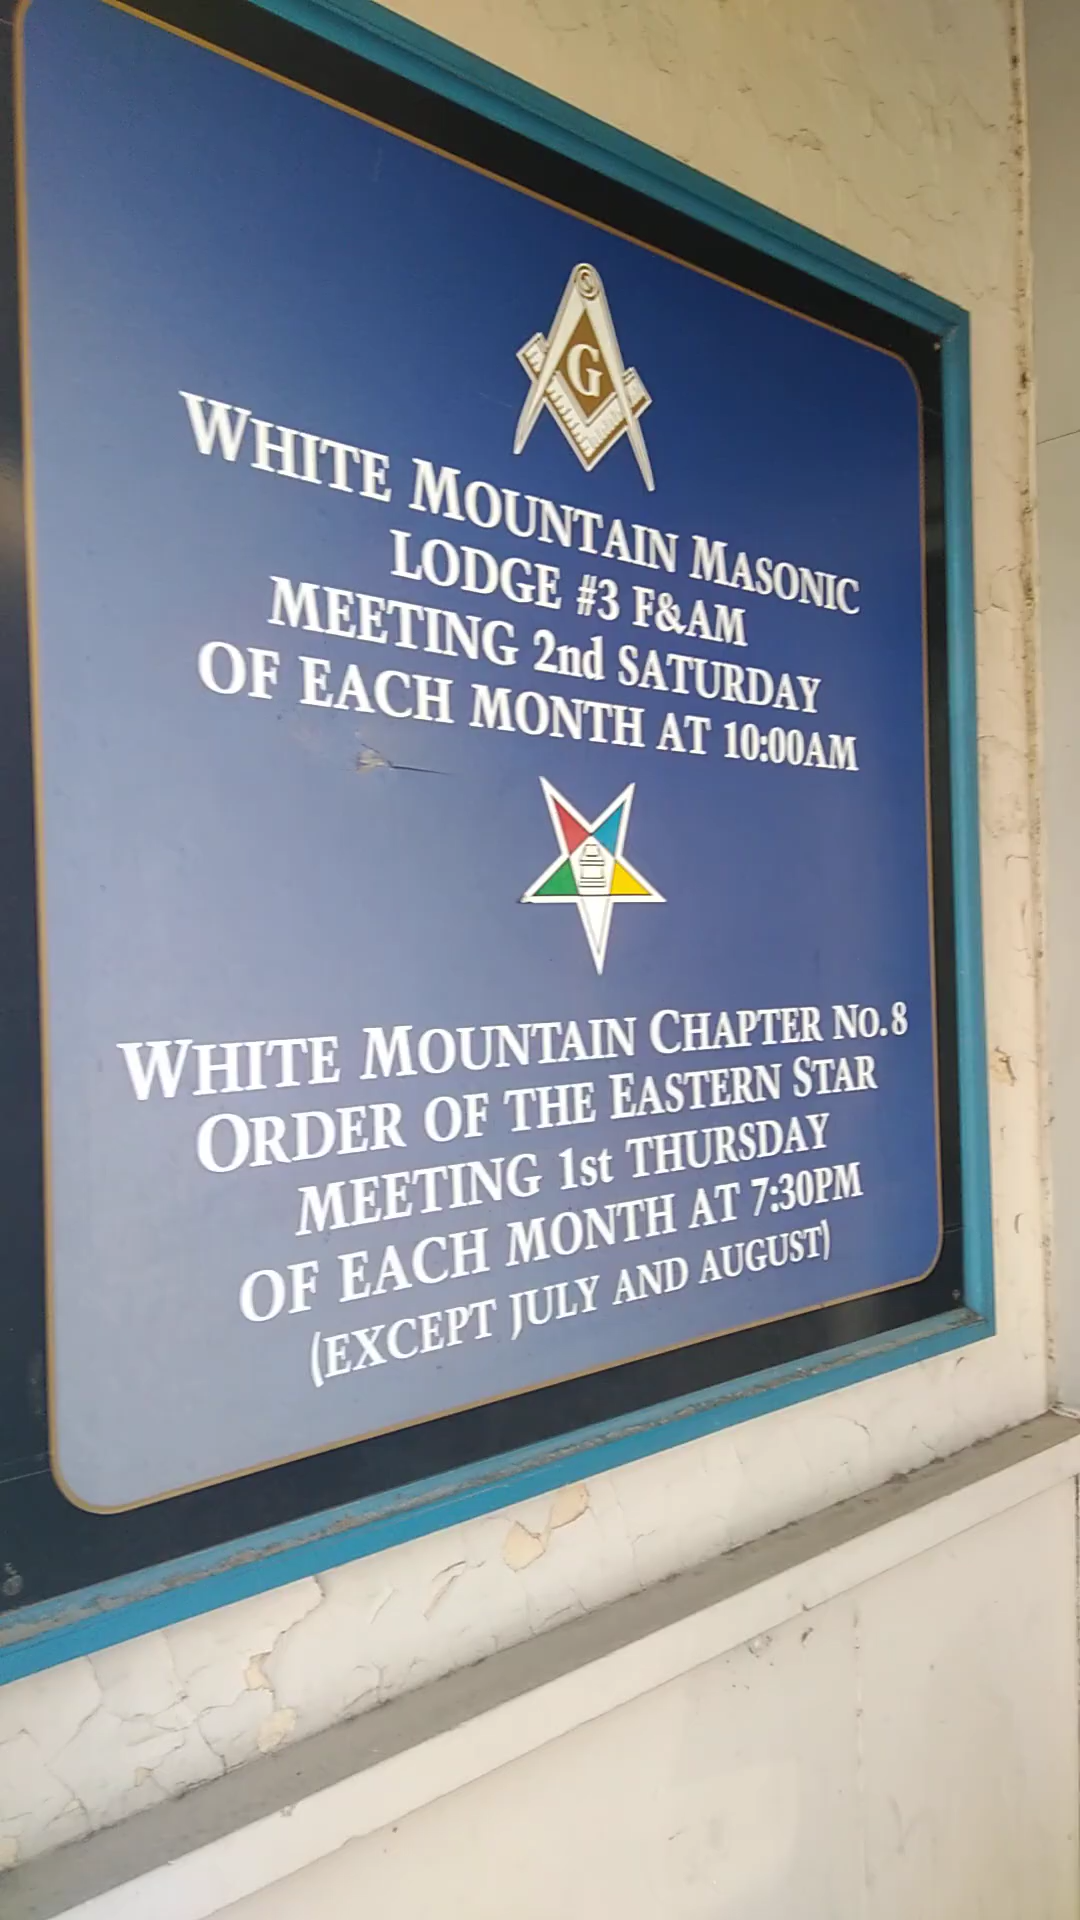 G
WHITE MOUNTAIN MASONIC
LODGE #3 F&AM
MEETING 2nd SATURDAY
OF EACH MONTH AT 10:00AM
WHITE MOUNTAIN CHAPTER NO.8
ORDER OF THE EASTERN STAR
MEETING 1st THURSDAY
OF EACH MONTH AT 7:30PM
(EXCEPT JULY AND AUGUST)